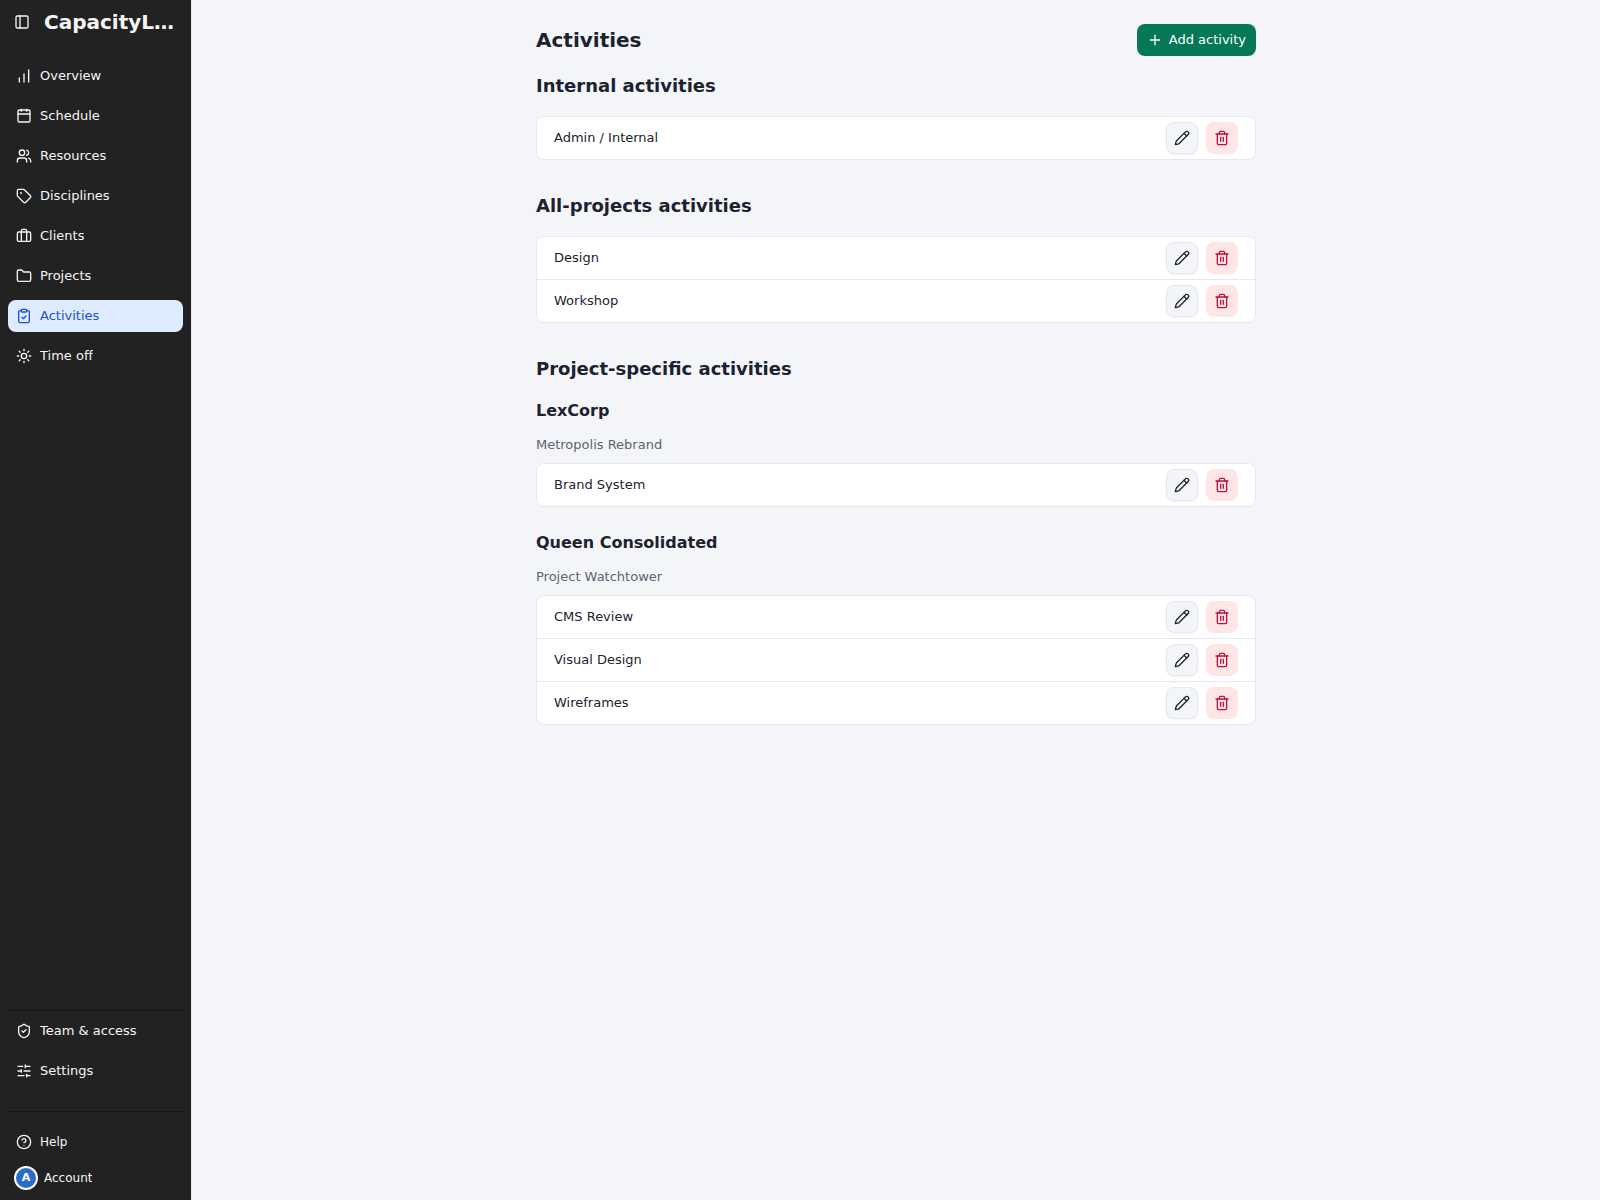 CapacityL...
Overview
Schedule
Resources
Disciplines
Clients
Projects
Activities
Time off
Team & access
Settings
Help
A Account
Activities
Add activity
Internal activities
Admin / Internal
All-projects activities
Design
Workshop
Project-specific activities
LexCorp
Metropolis Rebrand
Brand System
Queen Consolidated
Project Watchtower
CMS Review
Visual Design
Wireframes